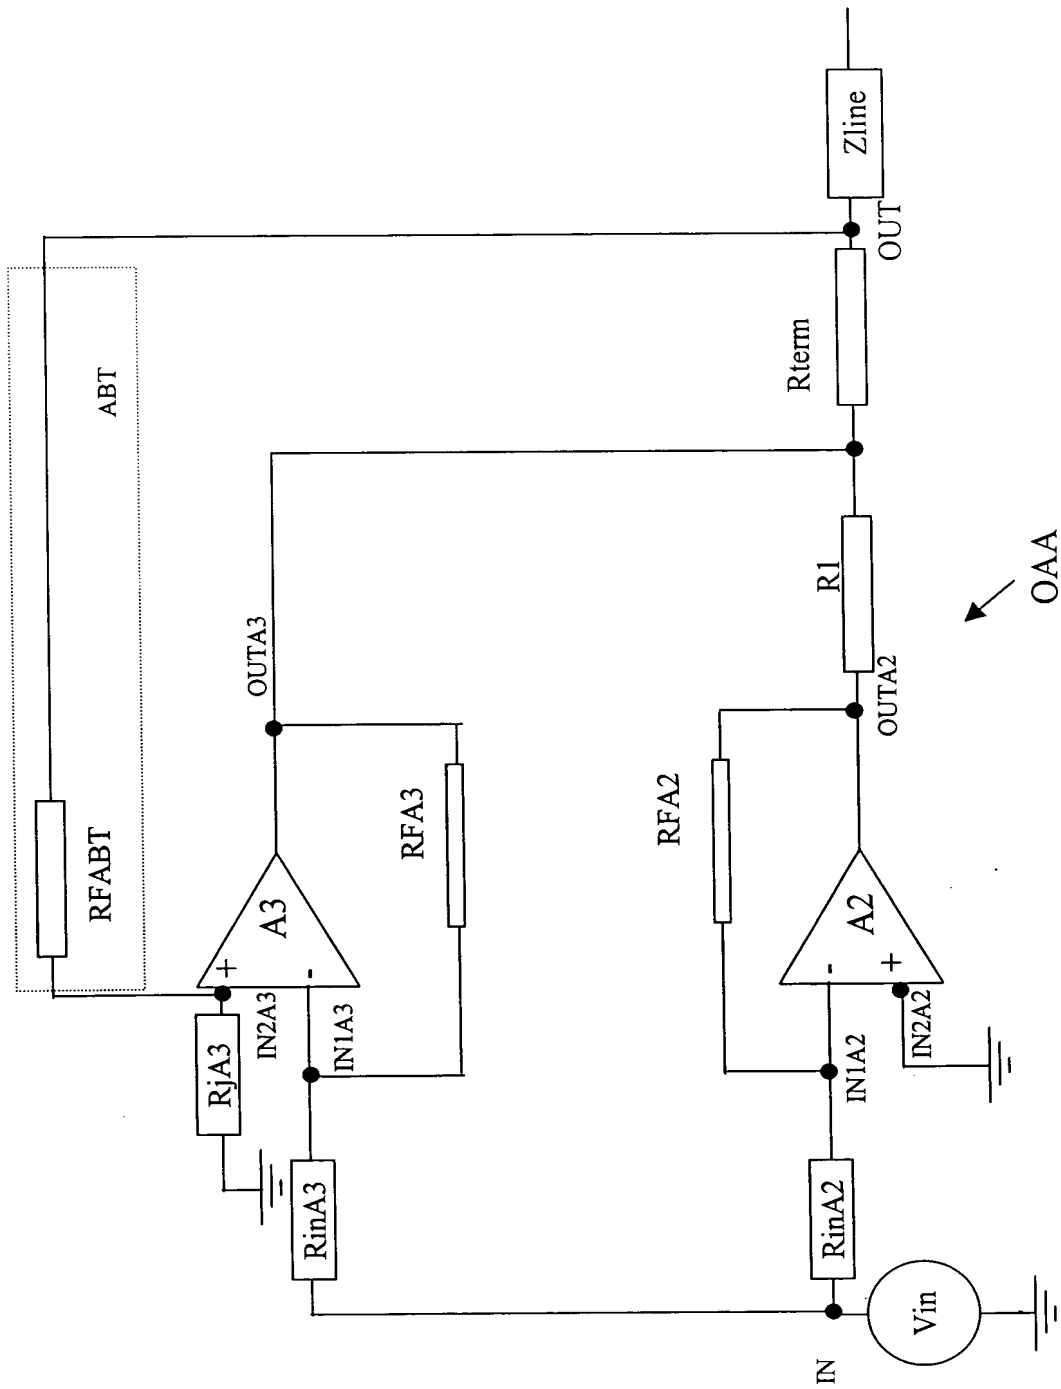 ABT
RFABT
OUTA3
A3
+
-
RjA3
IN2A3
IN1A3
RFA3
RinA3
RFA2
Rterm
Zline
OUT
R1
OUTA2
A2
-
+
IN1A2
IN2A2
RinA2
IN
Vin
OAA